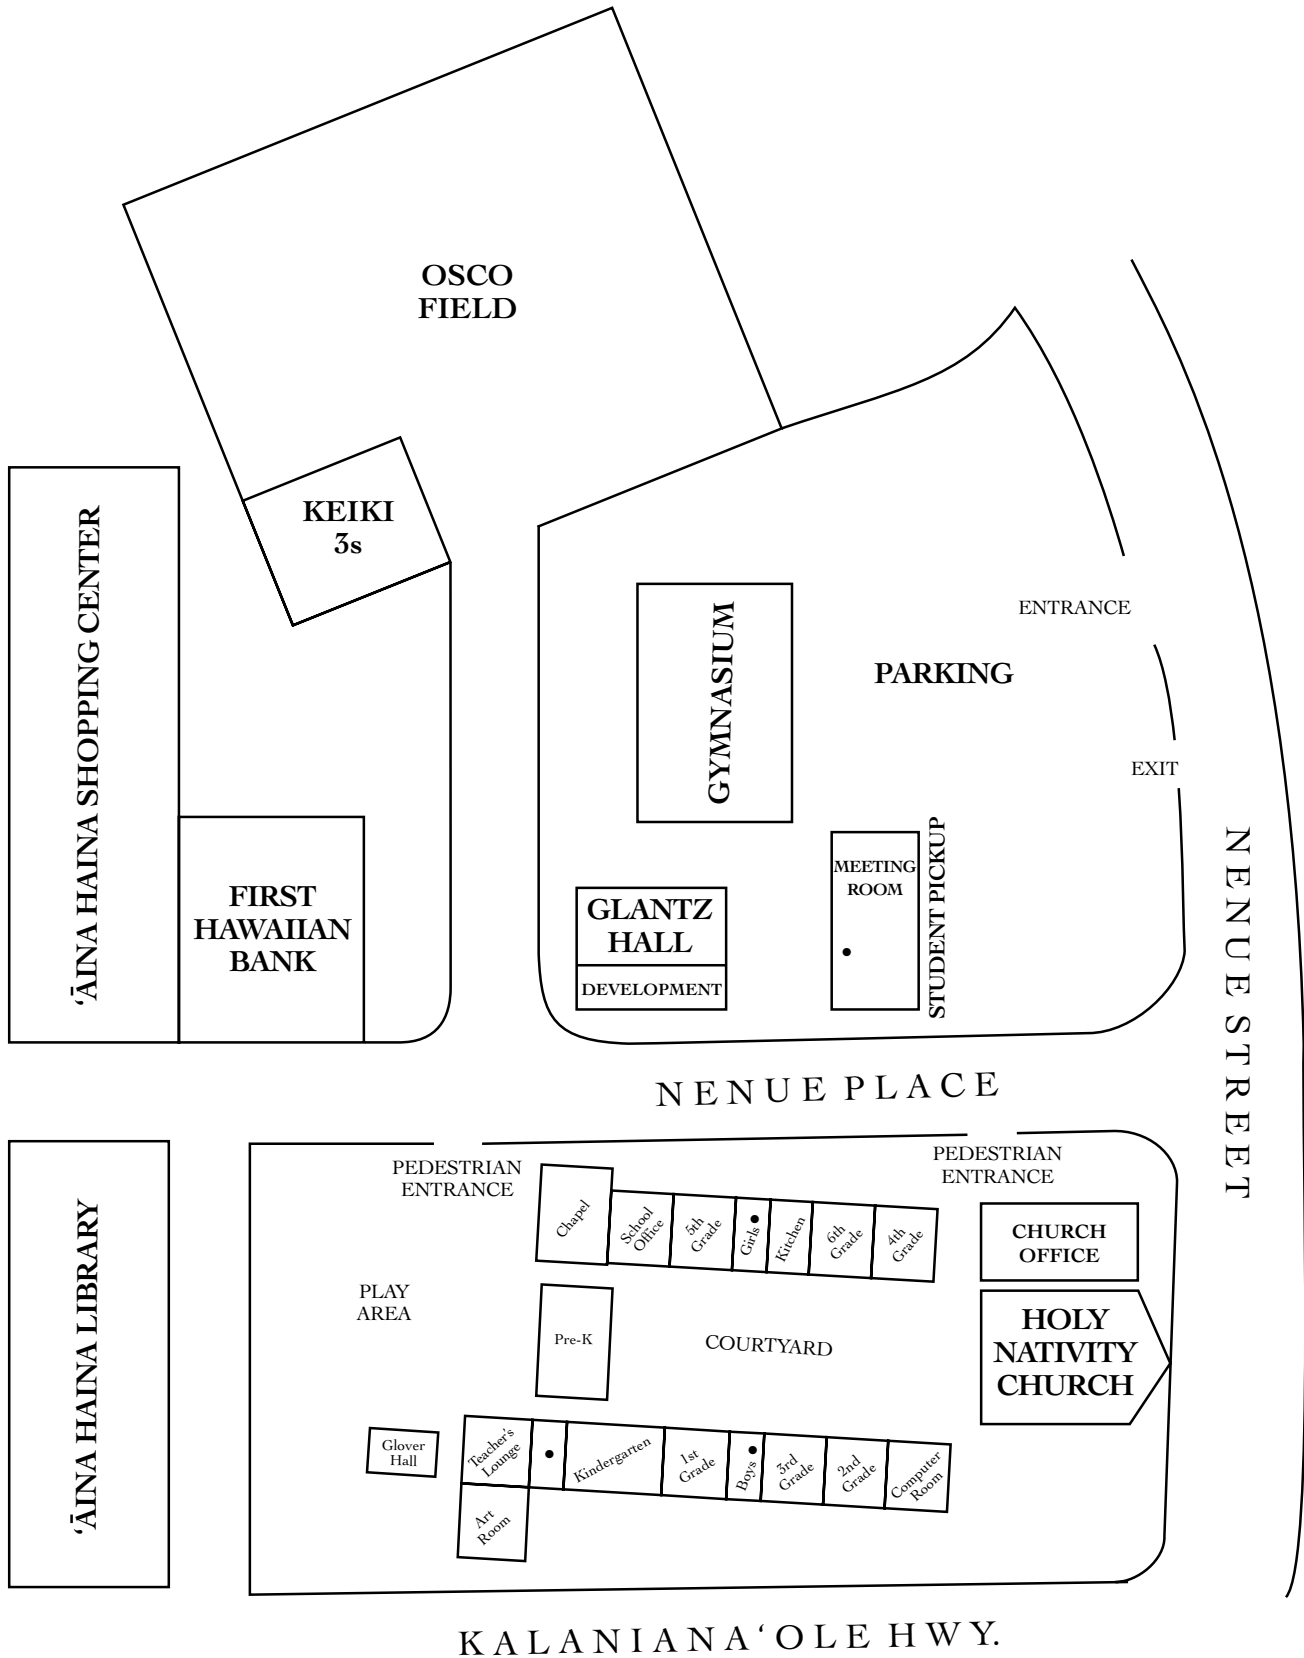 OSCO
FIELD
KEIKI
3s
ʻĀINA HAINA SHOPPING CENTER
GYMNASIUM
ENTRANCE
PARKING
EXIT
FIRST
HAWAIIAN
BANK
GLANTZ
HALL
DEVELOPMENT
MEETING
ROOM
STUDENT PICKUP
NENUE STREET
NENUE PLACE
ʻĀINA HAINA LIBRARY
PEDESTRIAN
ENTRANCE
PEDESTRIAN
ENTRANCE
Chapel
School
Office
5th
Grade
Girls
Kitchen
6th
Grade
4th
Grade
CHURCH
OFFICE
PLAY
AREA
Pre-K
COURTYARD
HOLY
NATIVITY
CHURCH
Glover
Hall
Teacher's
Lounge
Kindergarten
1st
Grade
Boys
3rd
Grade
2nd
Grade
Computer
Room
Art
Room
KALANIANAʻOLE HWY.